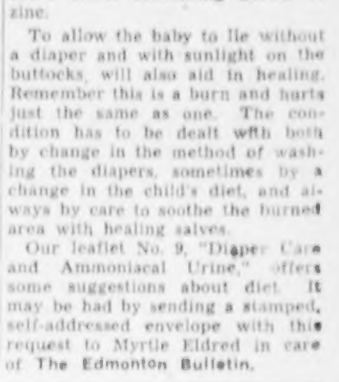 zine.
To allow the baby to lie without
a diaper and with sunlight on the
buttocks, will also aid in healing.
Remember this is a burn and hurts
just the same as one. The con-
dition has to be dealt with both
by change in the method of wash-
ing the diapers, sometimes by a
change in the child's diet, and al-
ways by care to soothe the burned
area with healing salves.
Our leaflet No. 9, "Diaper Care
and Ammoniacal Urine," offers
some suggestions about diet. It
may be had by sending a stamped,
self-addressed envelope with this
request to Myrtle Eldred in care
of The Edmonton Bulletin.